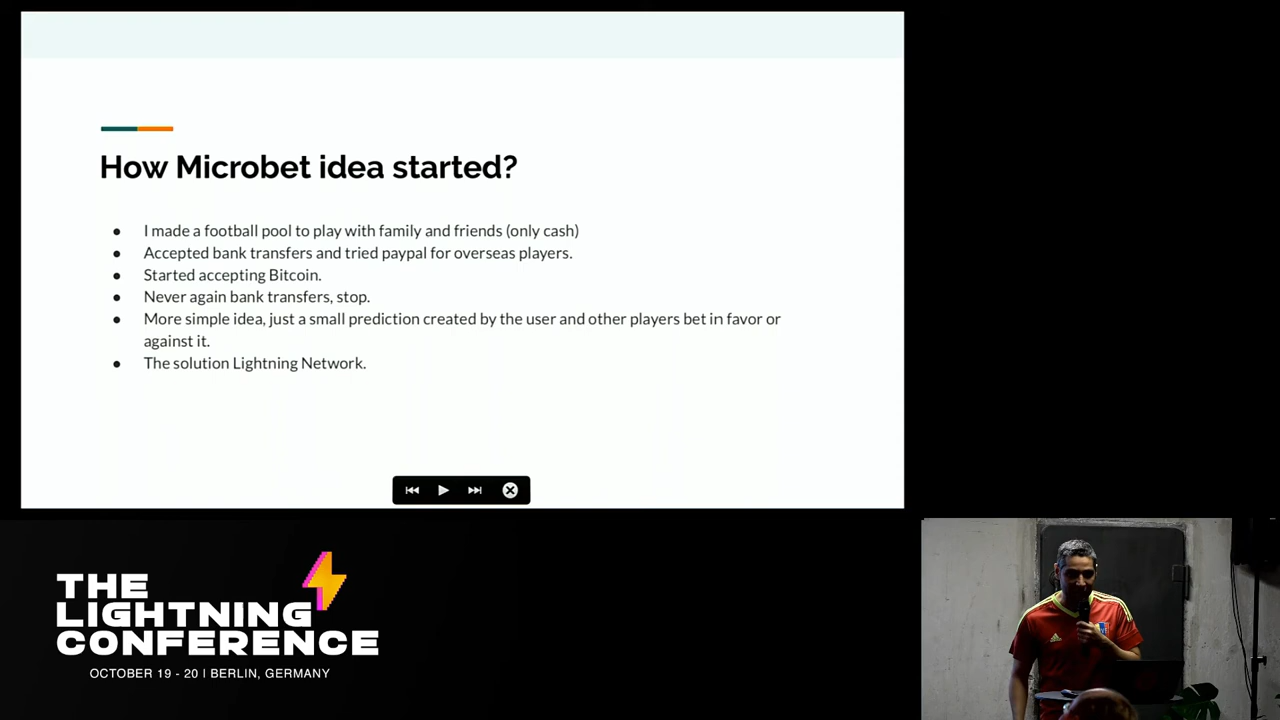 How Microbet idea started?
● I made a football pool to play with family and friends (only cash)
● Accepted bank transfers and tried paypal for overseas players.
● Started accepting Bitcoin.
● Never again bank transfers, stop.
● More simple idea, just a small prediction created by the user and other players bet in favor or
against it.
● The solution Lightning Network.
THE
LIGHTNING
CONFERENCE
OCTOBER 19 - 20 | BERLIN, GERMANY